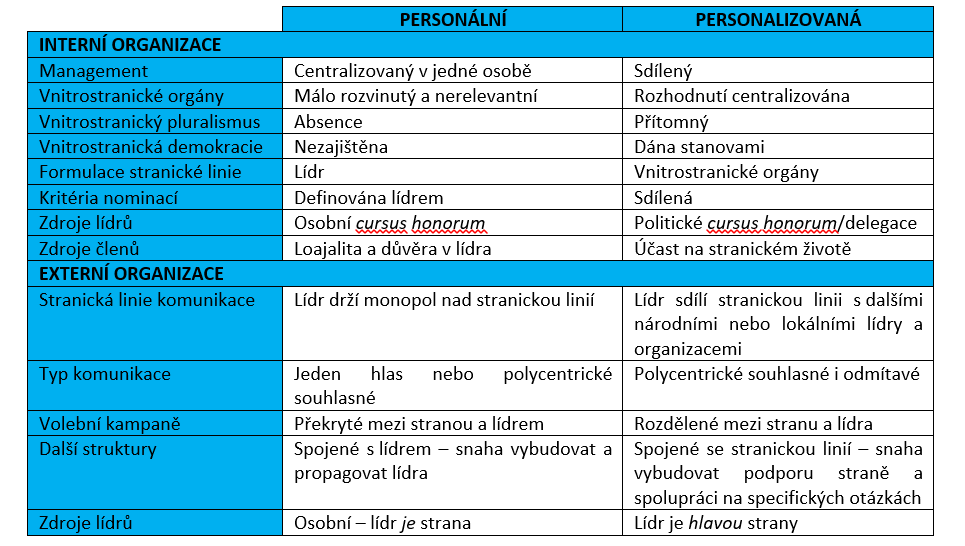 PERSONÁLNÍ PERSONALIZOVANÁ
INTERNÍ ORGANIZACE
Management Centralizovaný v jedné osobě Sdílený
Vnitrostranické orgány Málo rozvinutý a nerelevantní Rozhodnutí centralizována
Vnitrostranický pluralismus Absence Přítomný
Vnitrostranická demokracie Nezajištěna Dána stanovami
Formulace stranické linie Lídr Vnitrostranické orgány
Kritéria nominací Definována lídrem Sdílená
Zdroje lídrů Osobní cursus honorum Politické cursus honorum/delegace
Zdroje členů Loajalita a důvěra v lídra Účast na stranickém životě
EXTERNÍ ORGANIZACE
Stranická linie komunikace Lídr drží monopol nad stranickou linií Lídr sdílí stranickou linii s dalšími
národními nebo lokálními lídry a
organizacemi
Typ komunikace Jeden hlas nebo polycentrické Polycentrické souhlasné i odmítavé
souhlasné
Volební kampaně Překryté mezi stranou a lídrem Rozdělené mezi stranu a lídra
Další struktury Spojené s lídrem – snaha vybudovat a Spojené se stranickou linií – snaha
propagovat lídra vybudovat podporu straně a
spolupráci na specifických otázkách
Zdroje lídrů Osobní – lídr je strana Lídr je hlavou strany